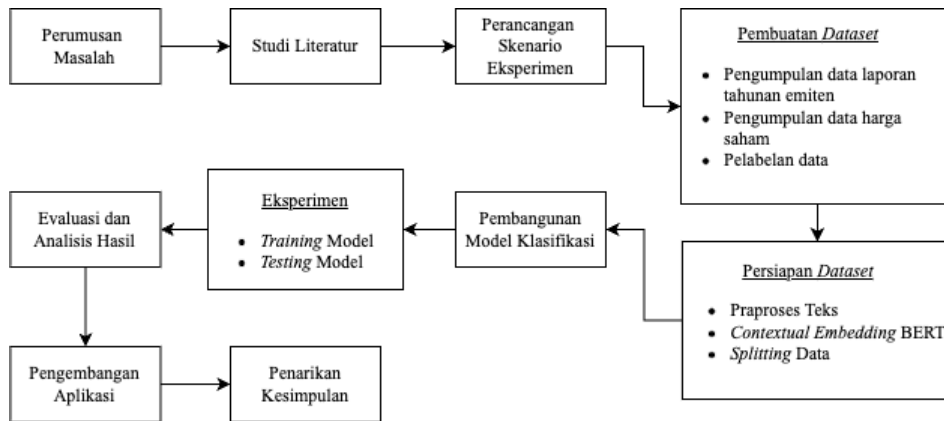 Perumusan
Masalah
Studi Literatur
Perancangan
Skenario
Eksperimen
Pembuatan Dataset
• Pengumpulan data laporan
tahunan emiten
• Pengumpulan data harga
saham
• Pelabelan data
Persiapan Dataset
• Praproses Teks
• Contextual Embedding BERT
• Splitting Data
Pembangunan
Model Klasifikasi
Eksperimen
• Training Model
• Testing Model
Evaluasi dan
Analisis Hasil
Pengembangan
Aplikasi
Penarikan
Kesimpulan